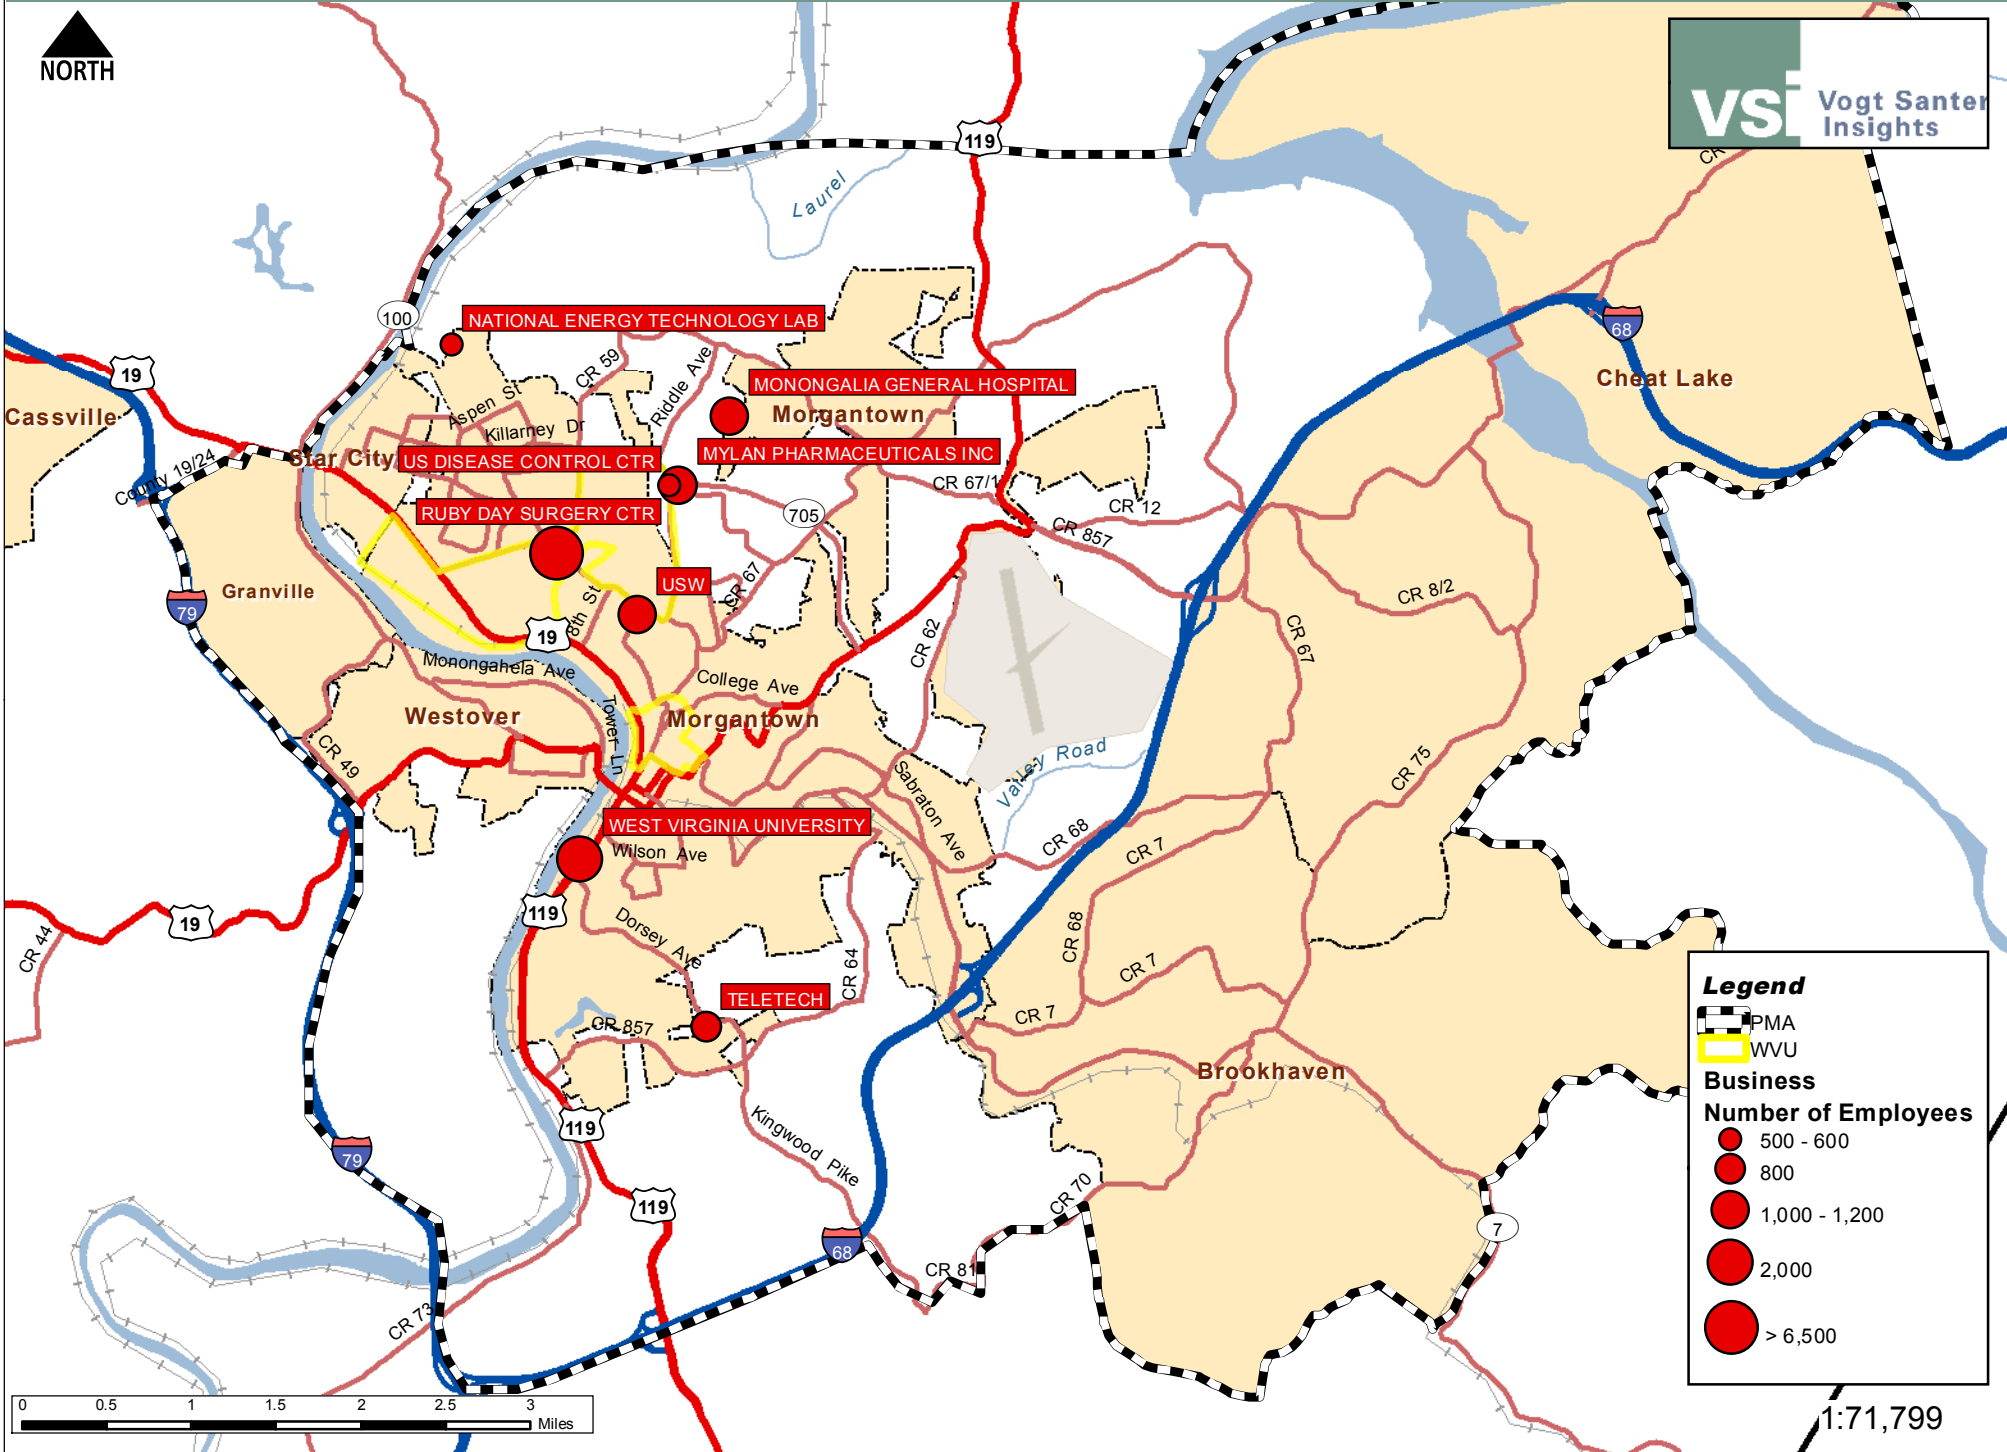 NORTH
119
vsi
Vogt Santer
Insights
CR
Laurel
100
NATIONAL ENERGY TECHNOLOGY LAB
68
19
CR 59
Riddle Ave
MONONGALIA GENERAL HOSPITAL
Cheat Lake
Cassville
Aspen St
Killarney Dr
Morgantown
Star City
US DISEASE CONTROL CTR
MYLAN PHARMACEUTICALS INC
County 19/24
CR 67/1
RUBY DAY SURGERY CTR
705
CR 12
CR 857
Granville
79
USW
CR 67
8th St
19
CR 62
CR 67
CR 8/2
Monongahela Ave
College Ave
Westover
Tower Ln
Morgantown
CR 49
Valley Road
CR 75
Sabraton Ave
WEST VIRGINIA UNIVERSITY
Wilson Ave
CR 68
CR 7
19
119
CR 44
Dorsey Ave
CR 64
CR 68
CR 7
TELETECH
CR 857
CR 7
Brookhaven
119
Kingwood Pike
79
CR 70
119
68
7
CR 81
CR 73
Legend
PMA
WVU
Business
Number of Employees
500 - 600
800
1,000 - 1,200
2,000
> 6,500
0 0.5 1 1.5 2 2.5 3
Miles
1:71,799